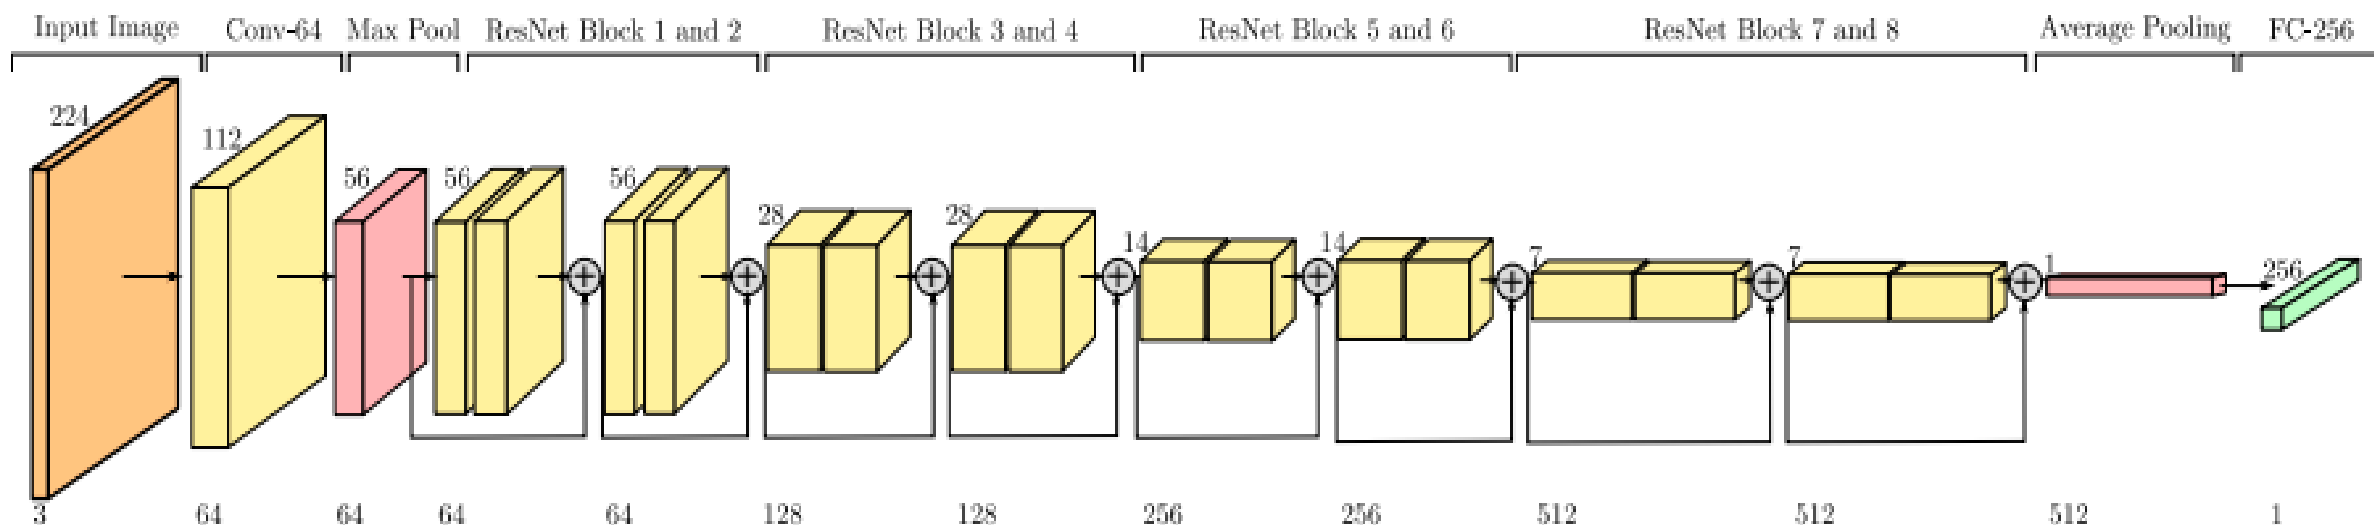 Input Image Conv-64 Max Pool ResNet Block 1 and 2 ResNet Block 3 and 4 ResNet Block 5 and 6 ResNet Block 7 and 8 Average Pooling FC-256
224 112 56 56 56 28 28 14 14 7 7 1 256
+ + + + + + + +
3 64 64 64 64 128 128 256 256 512 512 512 1